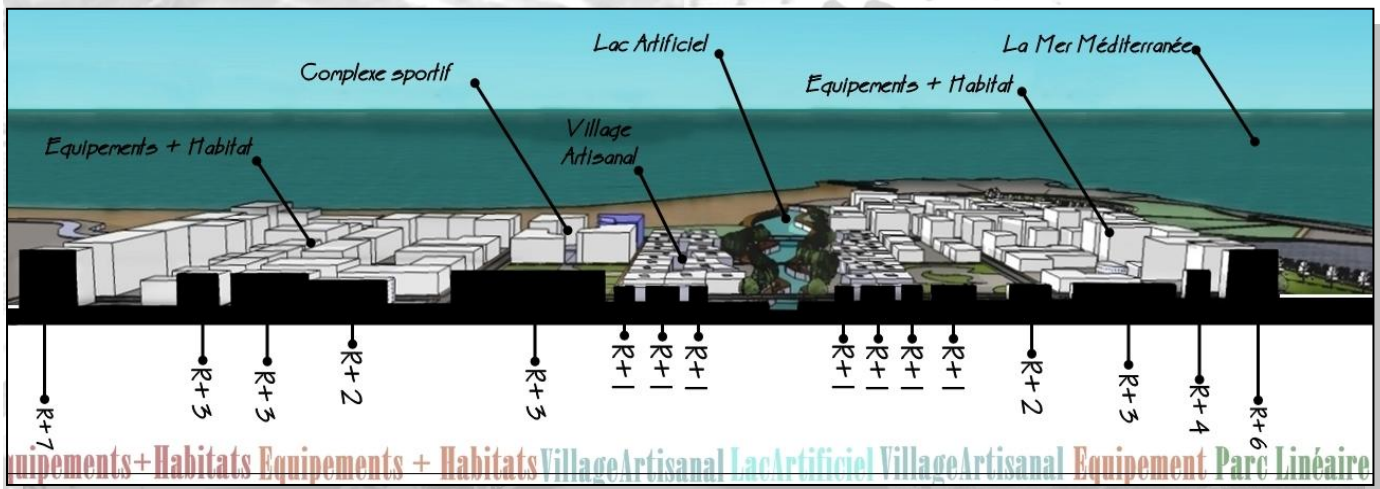 Lac Artificiel
La Mer Méditerranée
Complexe sportif
Equipements + Habitat
Village
Artisanal
Equipements + Habitat
R+7
R+3
R+3
R+2
R+3
R+1
R+1
R+1
R+1
R+1
R+1
R+1
R+2
R+3
R+4
R+6
quipements+Habitats Equipements + Habitats VillageArtisanal LacArtificiel VillageArtisanal Equipement Parc Linéaire